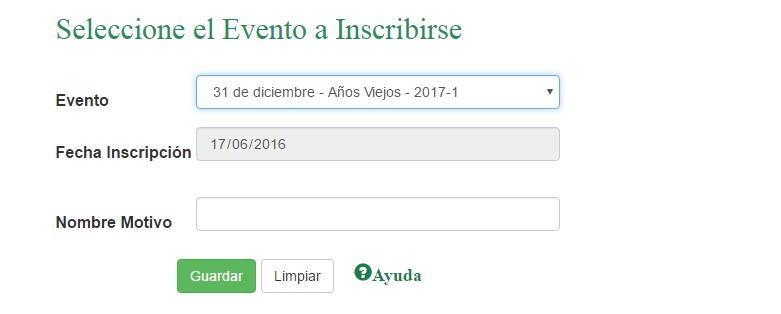 Seleccione el Evento a Inscribirse
Evento 31 de diciembre - Años Viejos - 2017-1
Fecha Inscripción 17/06/2016
Nombre Motivo
Guardar Limpiar ?Ayuda